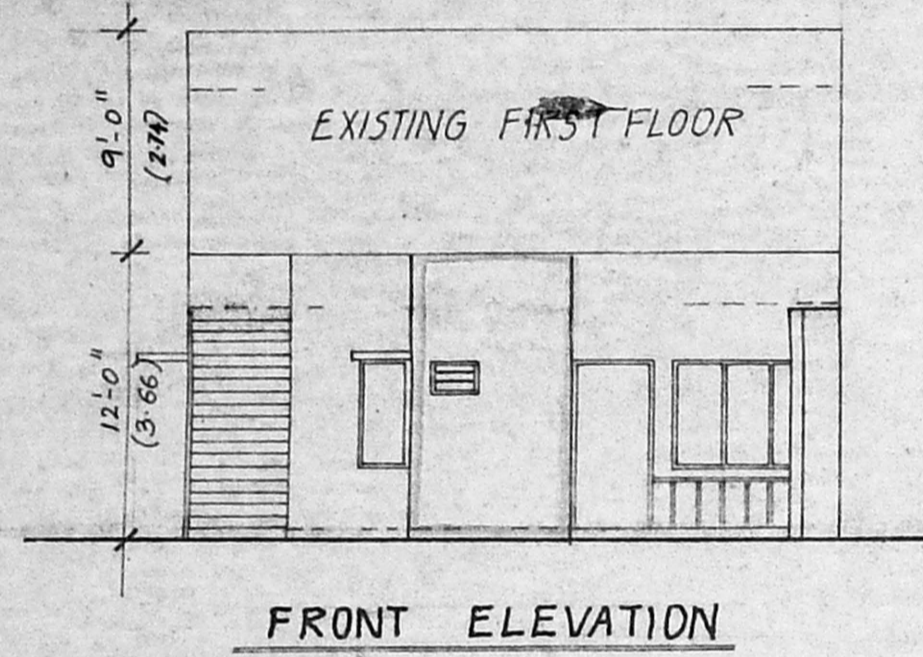 EXISTING FIRST FLOOR
9'-0"
(2.74)
12'-0"
(3.66)
FRONT ELEVATION